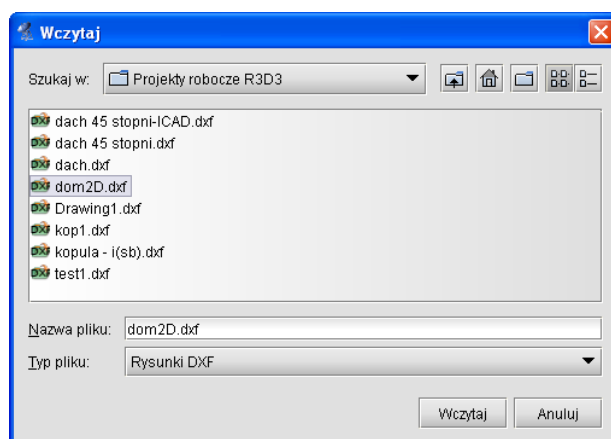 Wczytaj
Szukaj w: Projekty robocze R3D3
dach 45 stopni-ICAD.dxf
dach 45 stopni.dxf
dach.dxf
dom2D.dxf
Drawing1.dxf
kop1.dxf
kopula - i(sb).dxf
test1.dxf
Nazwa pliku: dom2D.dxf
Typ pliku: Rysunki DXF
Wczytaj Anuluj